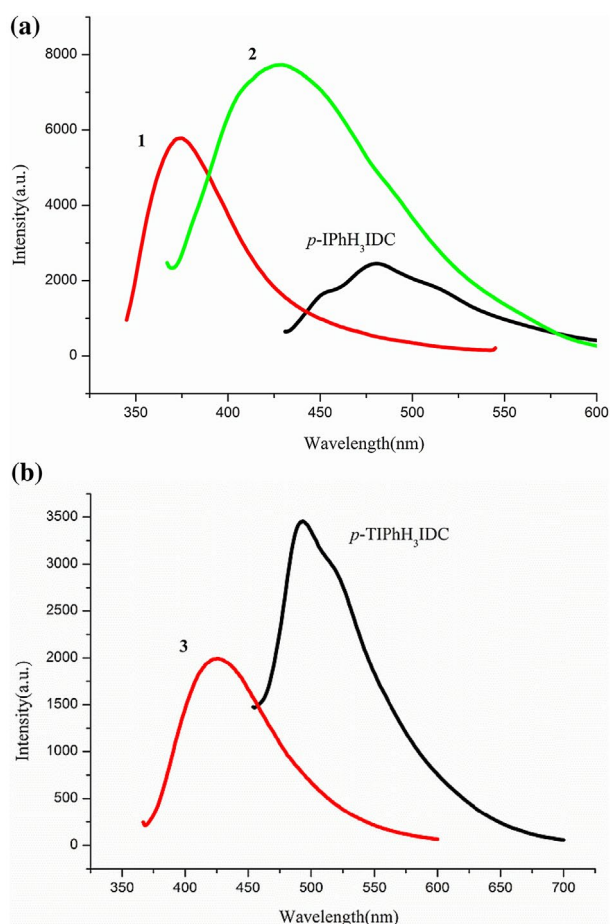 (a)
8000
6000
4000
2000
0
Intensity(a.u.)
1
2
p-IPhH₃IDC
350 400 450 500 550 600
Wavelength(nm)
(b)
3500
3000
2500
2000
1500
1000
500
0
Intensity(a.u.)
p-TIPhH₃IDC
3
350 400 450 500 550 600 650 700
Wavelength(nm)